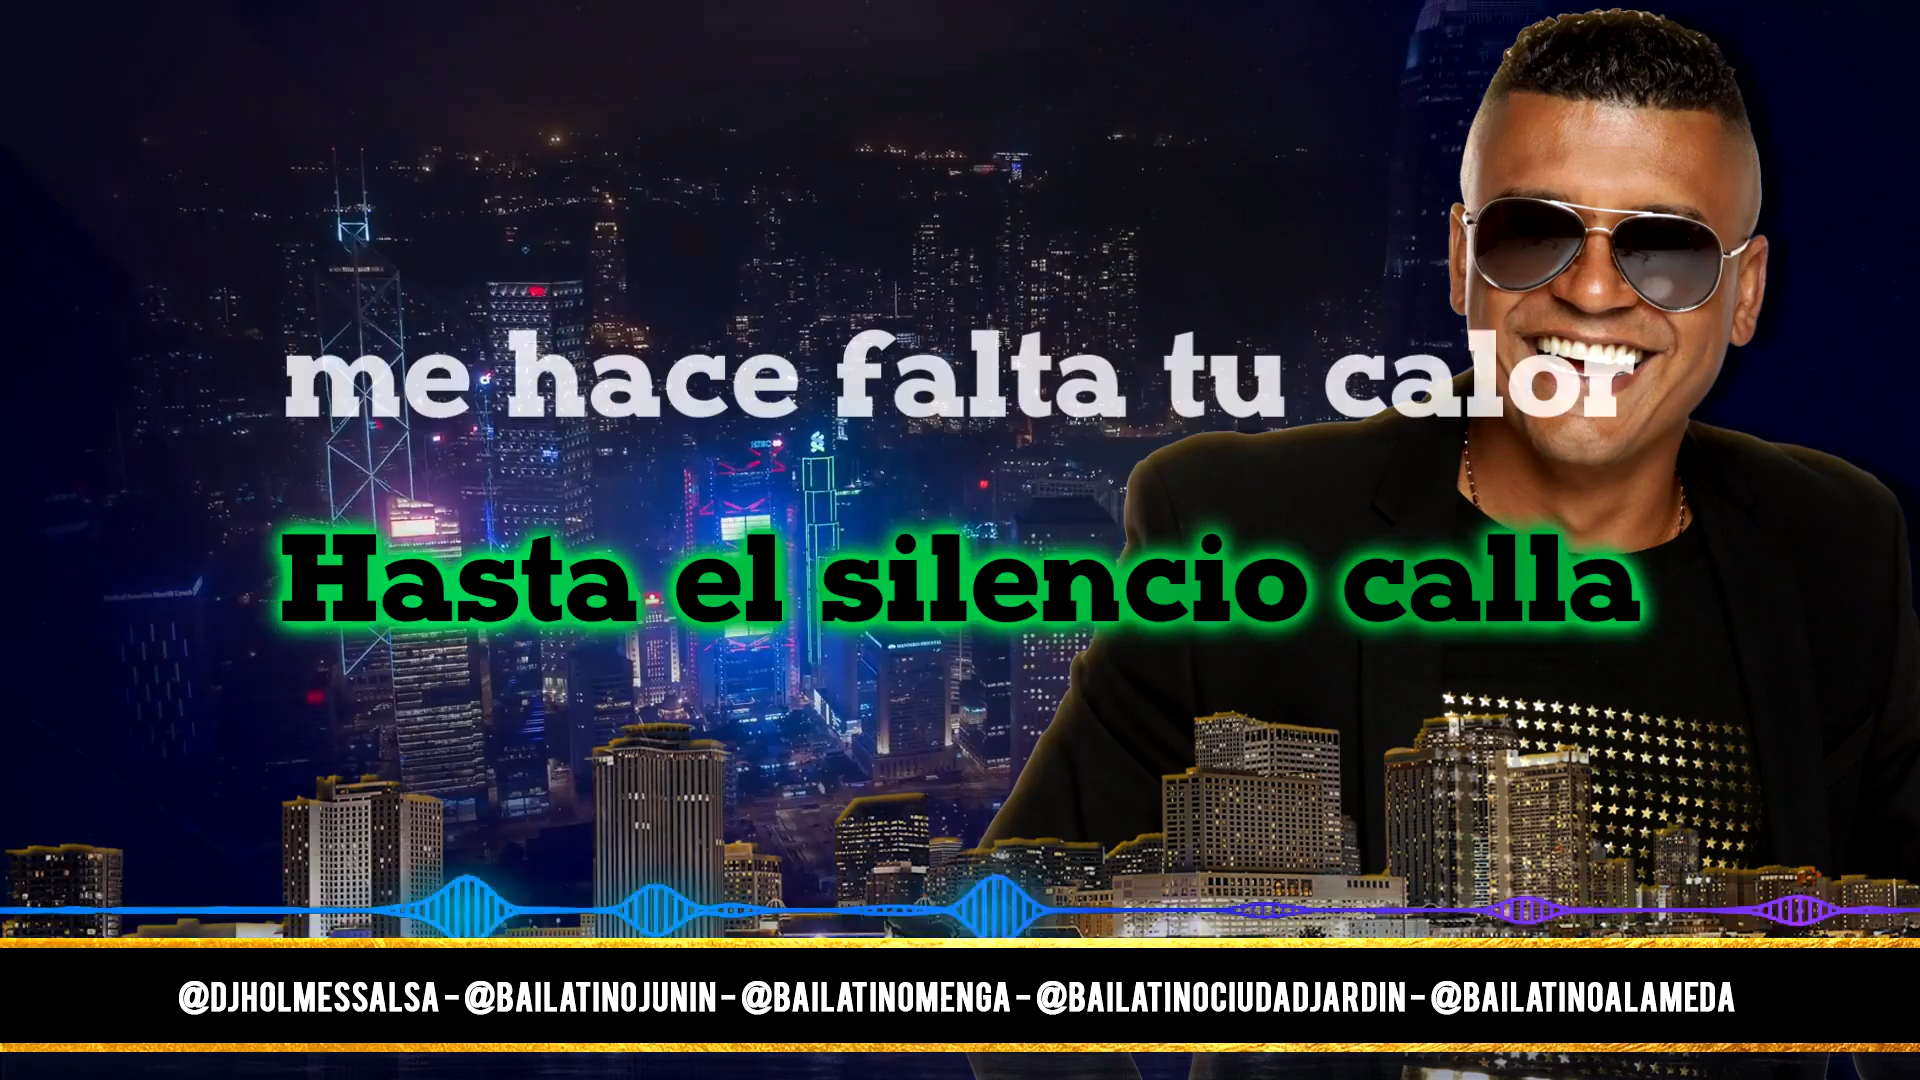 me hace falta tu calor
Hasta el silencio calla
@DJHOLMESSALSA - @BAILATINOJUNIN - @BAILATINOMENGA - @BAILATINOCIUDADJARDIN - @BAILATINOALAMEDA